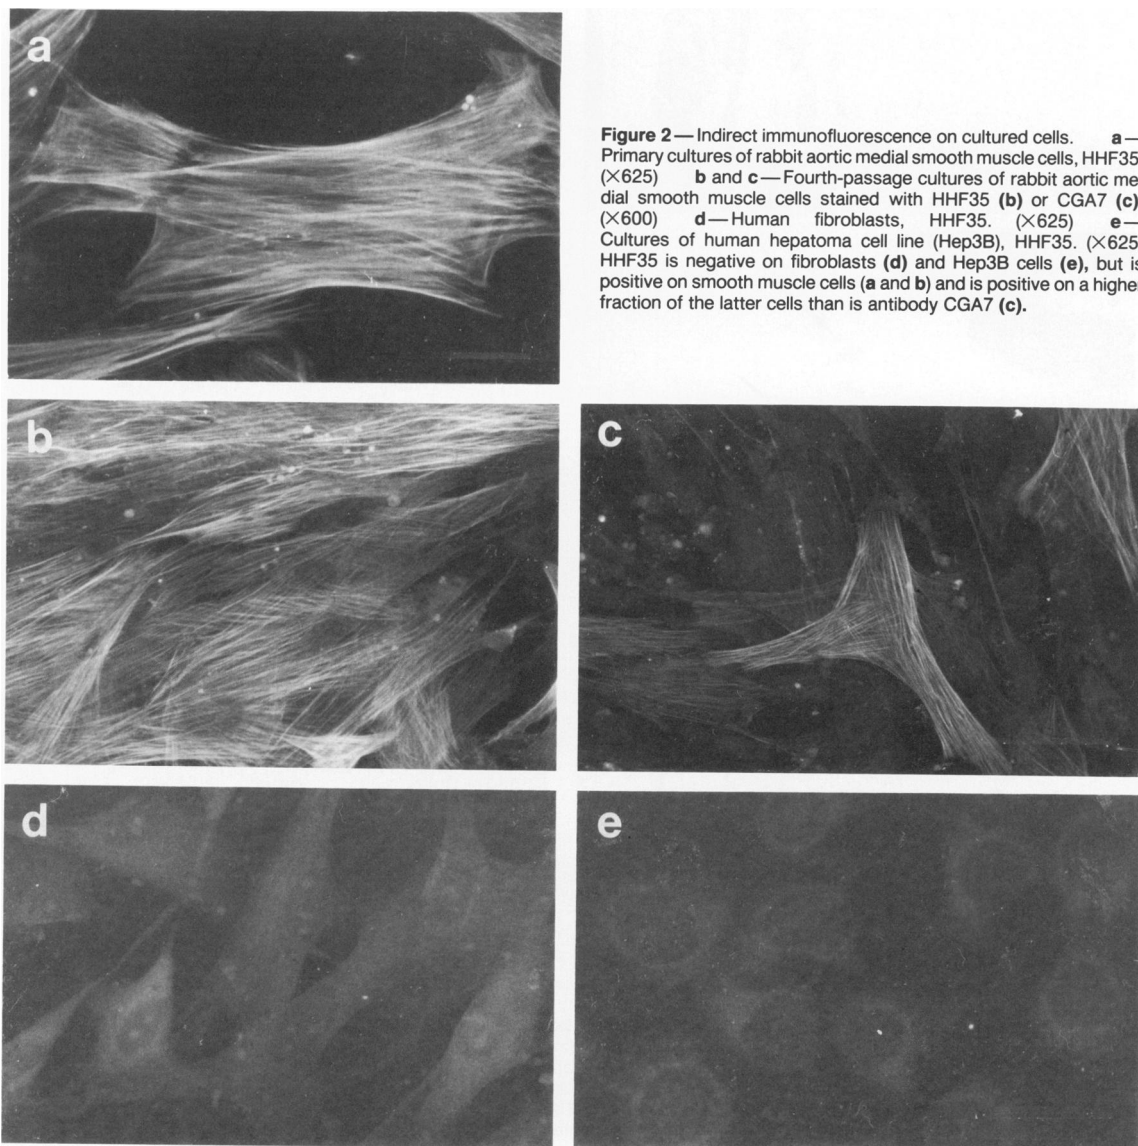 a
Figure 2—Indirect immunofluorescence on cultured cells. a—
Primary cultures of rabbit aortic medial smooth muscle cells, HHF35
(×625) b and c—Fourth-passage cultures of rabbit aortic me-
dial smooth muscle cells stained with HHF35 (b) or CGA7 (c)
(×600) d—Human fibroblasts, HHF35. (×625) e—
Cultures of human hepatoma cell line (Hep3B), HHF35. (×625
HHF35 is negative on fibroblasts (d) and Hep3B cells (e), but is
positive on smooth muscle cells (a and b) and is positive on a highe
fraction of the latter cells than is antibody CGA7 (c).
b
c
d
e